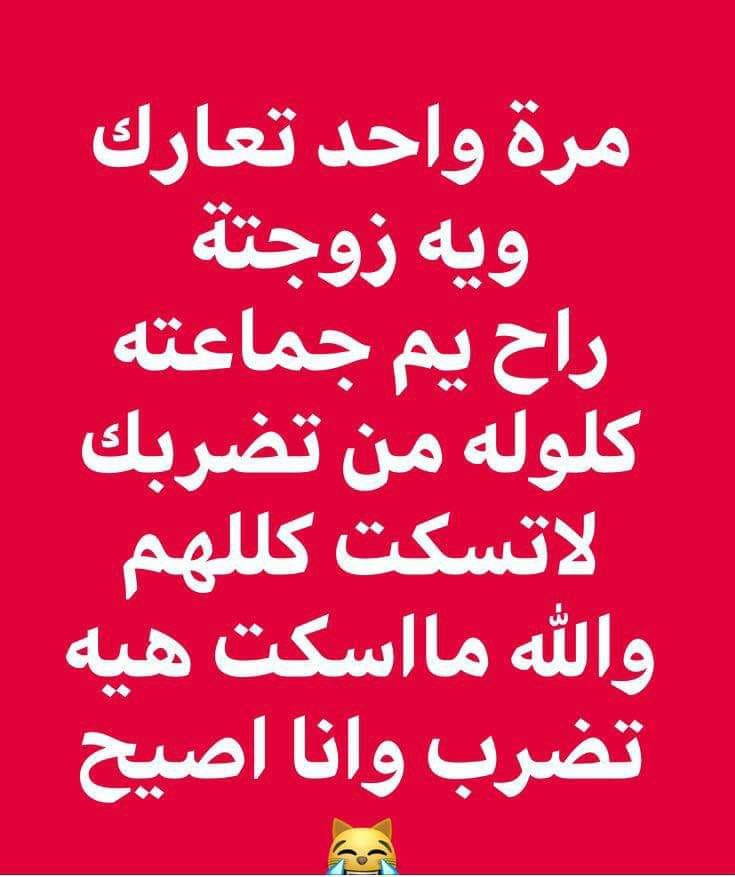 مرة واحد تعارك
ويه زوجتة
راح يم جماعته
كلوله من تضربك
لاتسكت كللهم
والله مااسكت هيه
تضرب وانا اصيح
😹